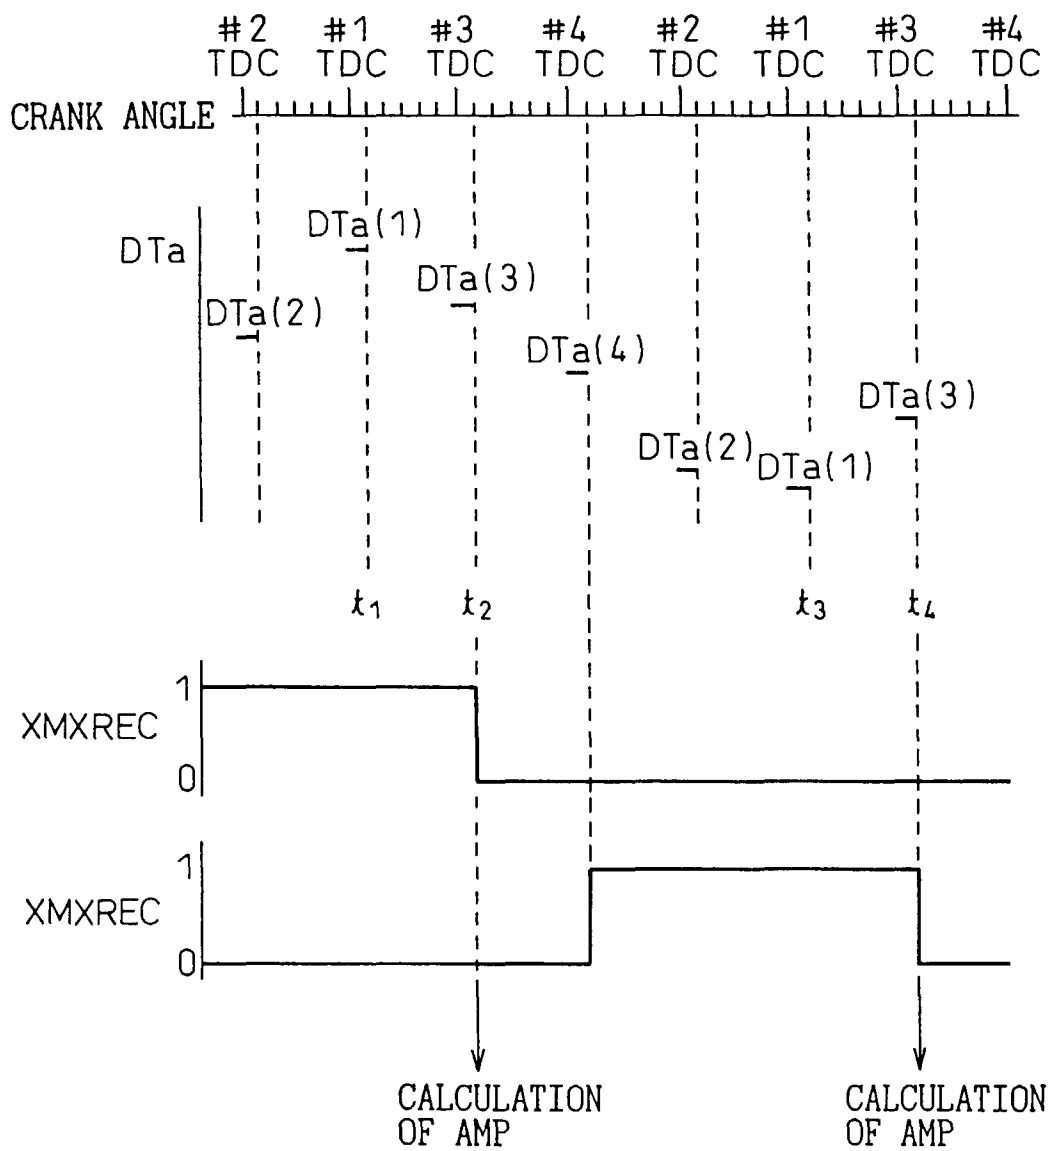 #2 #1 #3 #4 #2 #1 #3 #4
TDC TDC TDC TDC TDC TDC TDC TDC
CRANK ANGLE
DTa(1)
DTa
DTa(3)
DTa(2)
DTa(4)
DTa(3)
DTa(2) DTa(1)
t1 t2 t3 t4
1
XMXREC
0
1
XMXREC
0
CALCULATION CALCULATION
OF AMP OF AMP